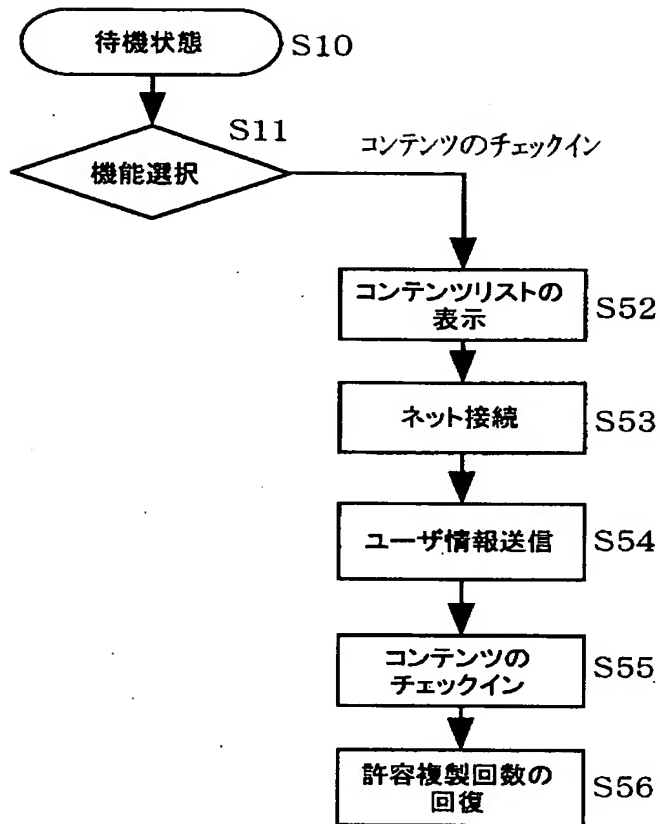 待機状態
S10
S11
機能選択
コンテンツのチェックイン
コンテンツリストの
表示
S52
ネット接続
S53
ユーザ情報送信
S54
コンテンツの
チェックイン
S55
許容複製回数の
回復
S56